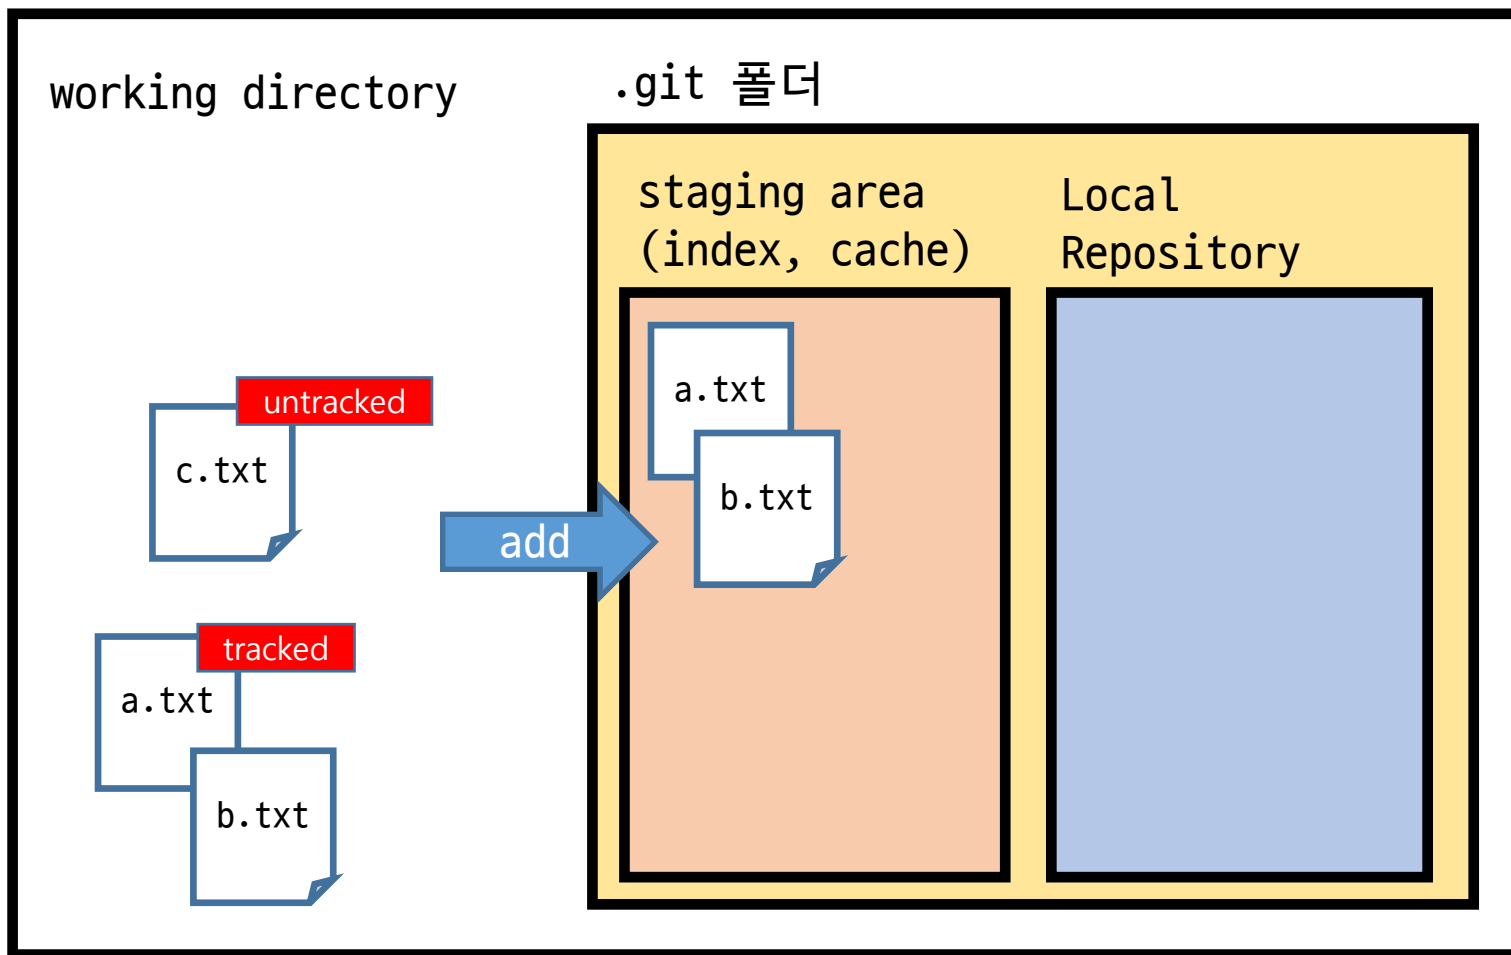 working directory
.git 폴더
staging area
(index, cache)
Local
Repository
untracked
c.txt
add
a.txt
b.txt
tracked
a.txt
b.txt